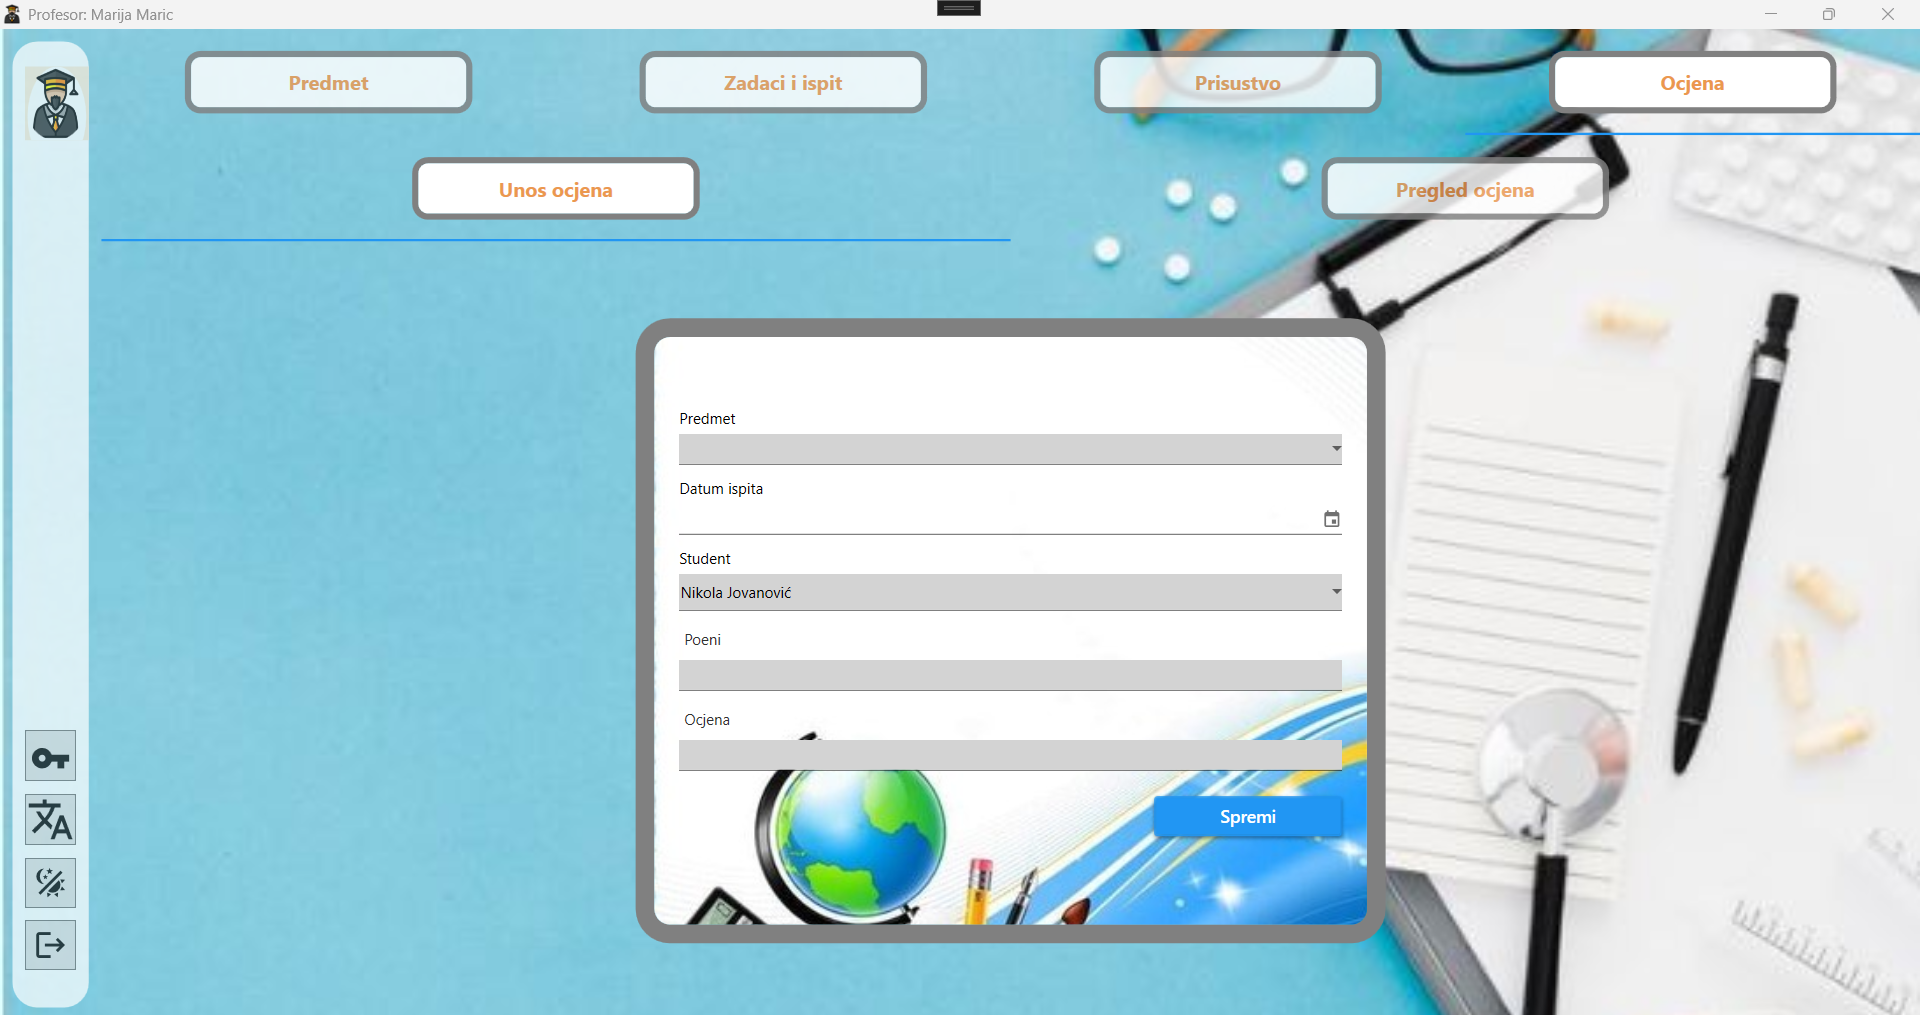 Profesor: Marija Maric
Predmet
Zadaci i ispit
Prisustvo
Ocjena
Unos ocjena
Pregled ocjena
Predmet
Datum ispita
Student
Nikola Jovanović
Poeni
Ocjena
Spremi